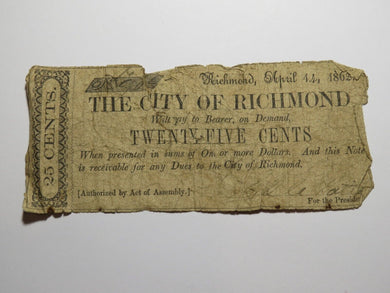 Richmond, April 14, 1862.
THE CITY OF RICHMOND
Will pay to Bearer, on Demand,
TWENTY-FIVE CENTS
When presented in sums of One or more Dollars. And this Note
is receivable for any Dues to the City of Richmond.
[Authorized by Act of Assembly.]
For the Presid
25 CENTS.